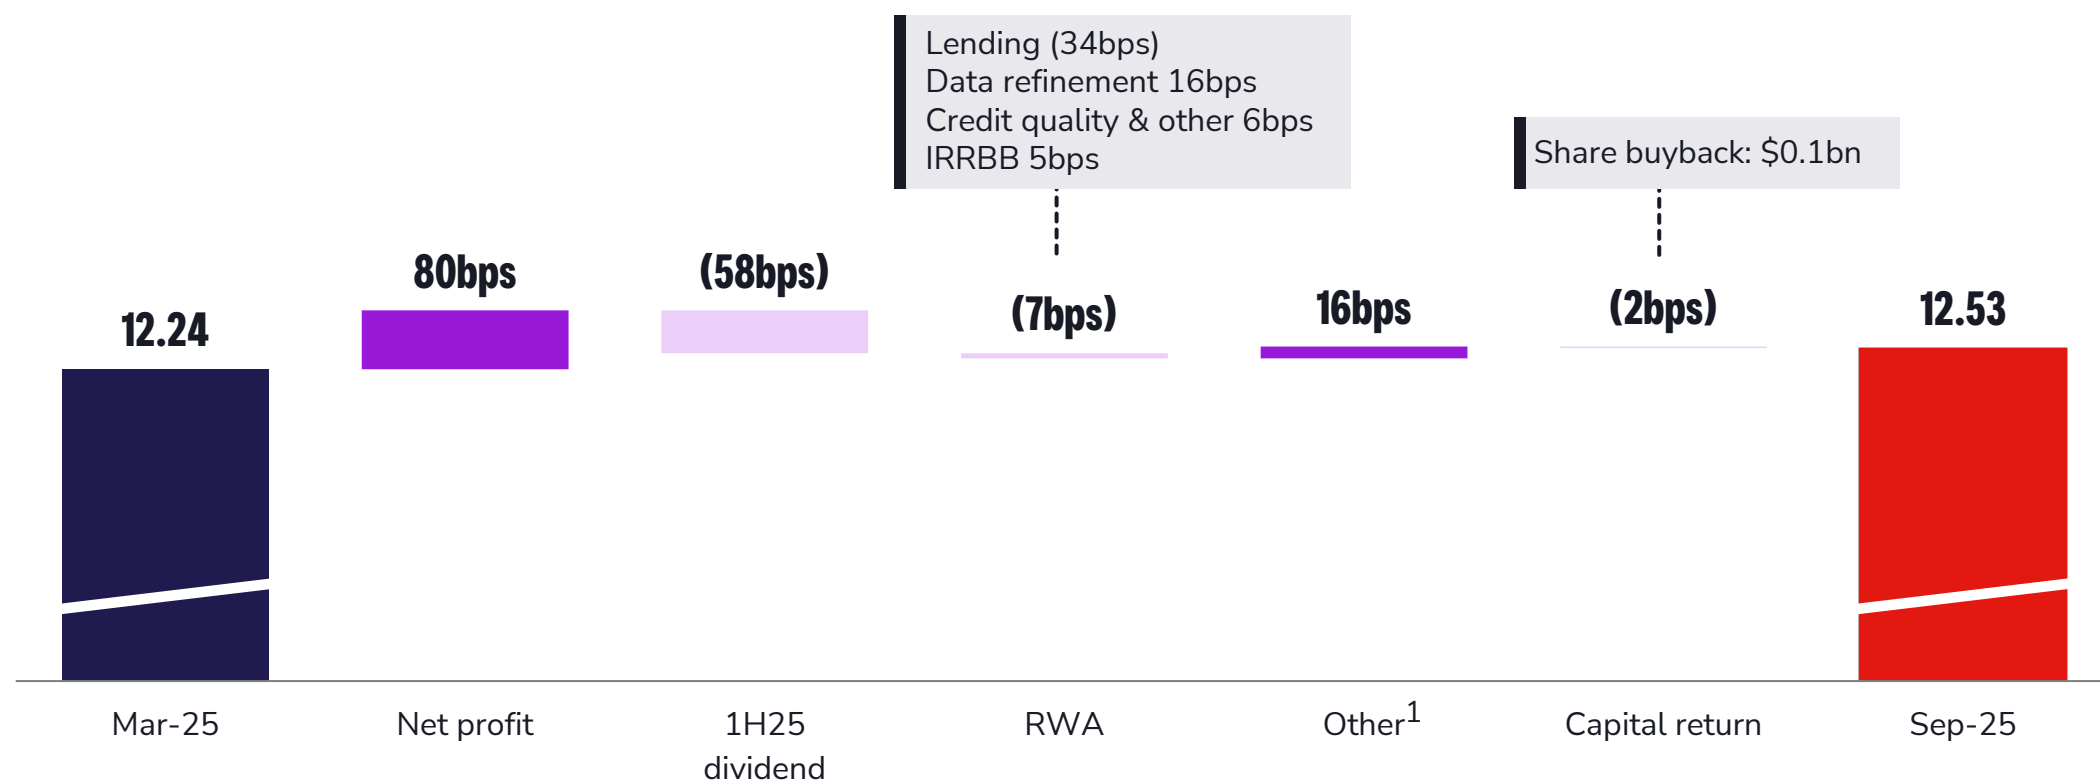 Lending (34bps)
Data refinement 16bps
Credit quality & other 6bps
IRRBB 5bps
Share buyback: $0.1bn
12.24
80bps
(58bps)
(7bps)
16bps
(2bps)
12.53
Mar-25
Net profit
1H25
dividend
RWA
Other1
Capital return
Sep-25